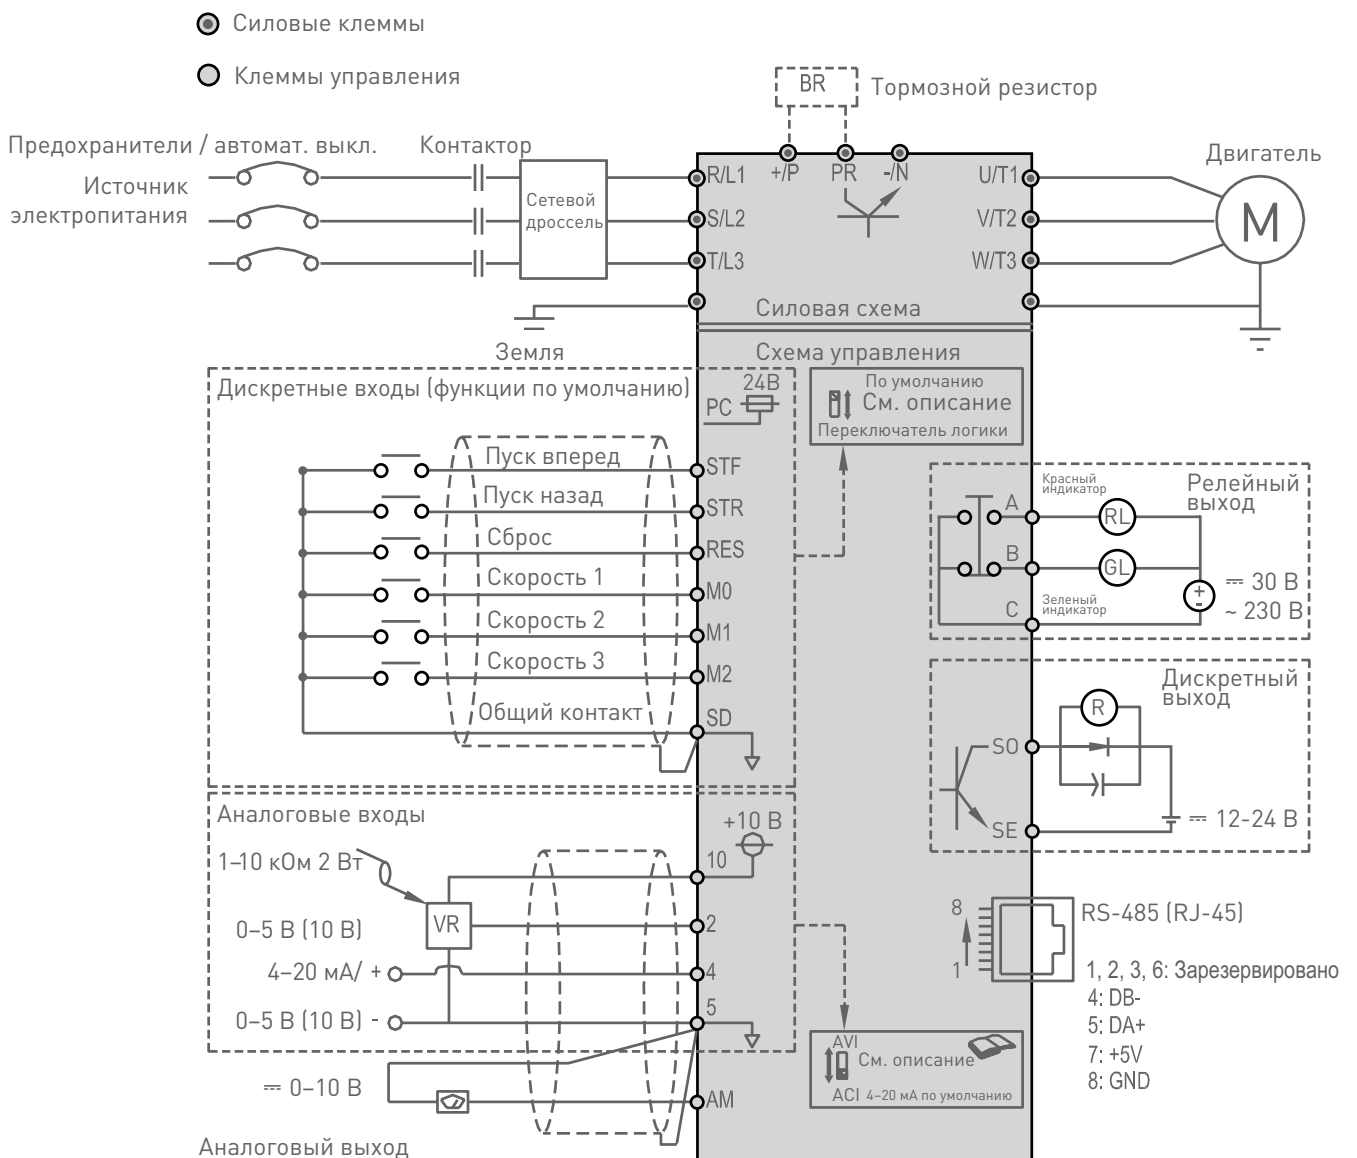 Силовые клеммы
Клеммы управления
BR
Тормозной резистор
Предохранители / автомат. выкл.
Контактор
Двигатель
Источник
электропитания
Сетевой
дроссель
R/L1
+/P
PR
-/N
U/T1
S/L2
V/T2
M
T/L3
W/T3
Силовая схема
Земля
Схема управления
Дискретные входы (функции по умолчанию)
24В
PC
По умолчанию
См. описание
Переключатель логики
Пуск вперед
STF
Пуск назад
STR
Сброс
RES
Скорость 1
M0
Скорость 2
M1
Скорость 3
M2
Общий контакт
SD
Красный
индикатор
Релейный
выход
A
RL
B
GL
C
Зеленый
индикатор
+
-
⎓ 30 В
~ 230 В
Дискретный
выход
R
SO
SE
⎓ 12-24 В
Аналоговые входы
+10 В
1–10 кОм 2 Вт
10
VR
0–5 В (10 В)
2
4–20 мА/ +
4
0–5 В (10 В) -
5
⎓ 0–10 В
AM
Аналоговый выход
AVI
См. описание
ACI 4–20 мА по умолчанию
8
1
RS-485 (RJ-45)
1, 2, 3, 6: Зарезервировано
4: DB-
5: DA+
7: +5V
8: GND